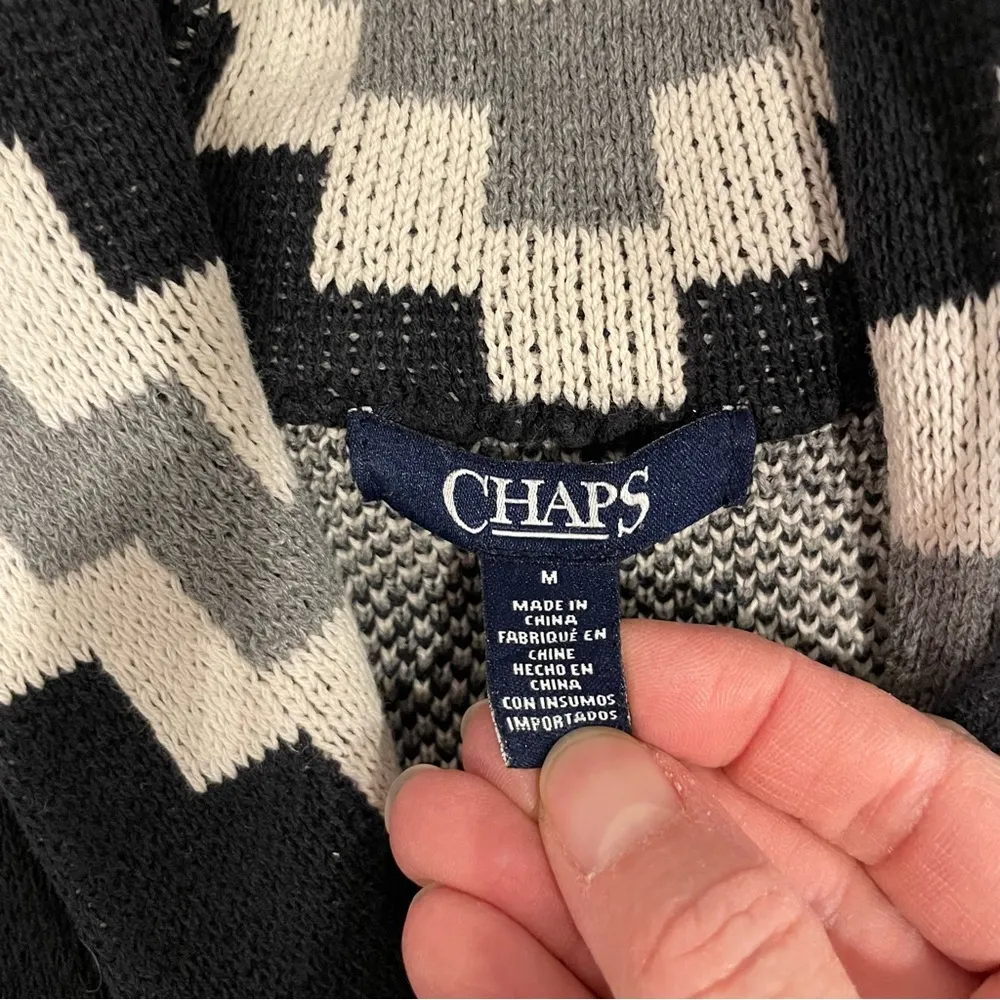 CHAPS
M
MADE IN
CHINA
FABRIQUÉ EN
CHINE
HECHO EN
CHINA
CON INSUMOS
IMPORTADOS